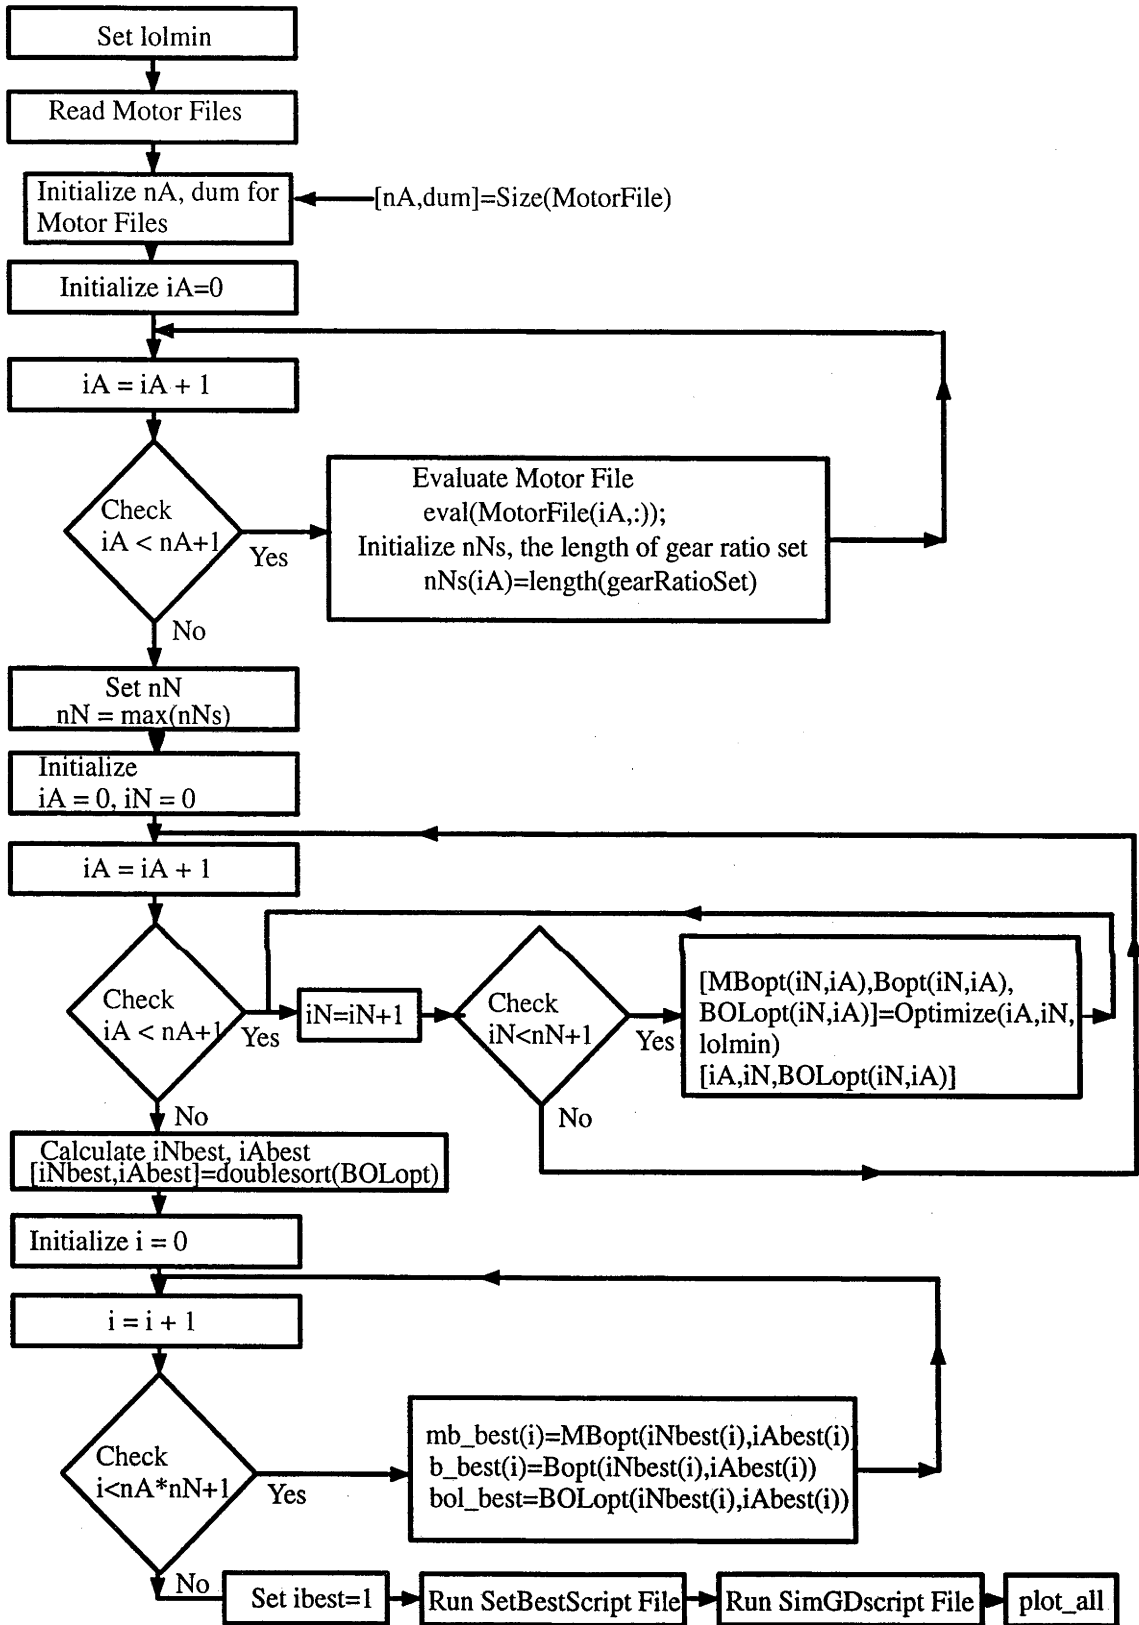 Set lolmin
Read Motor Files
Initialize nA, dum for
Motor Files
[nA,dum]=Size(MotorFile)
Initialize iA=0
iA = iA + 1
Check
iA < nA+1
Yes
Evaluate Motor File
eval(MotorFile(iA,:));
Initialize nNs, the length of gear ratio set
nNs(iA)=length(gearRatioSet)
No
Set nN
nN = max(nNs)
Initialize
iA = 0, iN = 0
iA = iA + 1
Check
iA < nA+1
Yes
iN=iN+1
Check
iN<nN+1
Yes
[MBopt(iN,iA),Bopt(iN,iA),
BOLopt(iN,iA)]=Optimize(iA,iN,
lolmin)
[iA,iN,BOLopt(iN,iA)]
No
No
Calculate iNbest, iAbest
[iNbest,iAbest]=doublesort(BOLopt)
Initialize i = 0
i = i + 1
Check
i<nA*nN+1
Yes
mb_best(i)=MBopt(iNbest(i),iAbest(i)
b_best(i)=Bopt(iNbest(i),iAbest(i))
bol_best=BOLopt(iNbest(i),iAbest(i))
No
Set ibest=1
Run SetBestScript File
Run SimGDscript File
plot_all